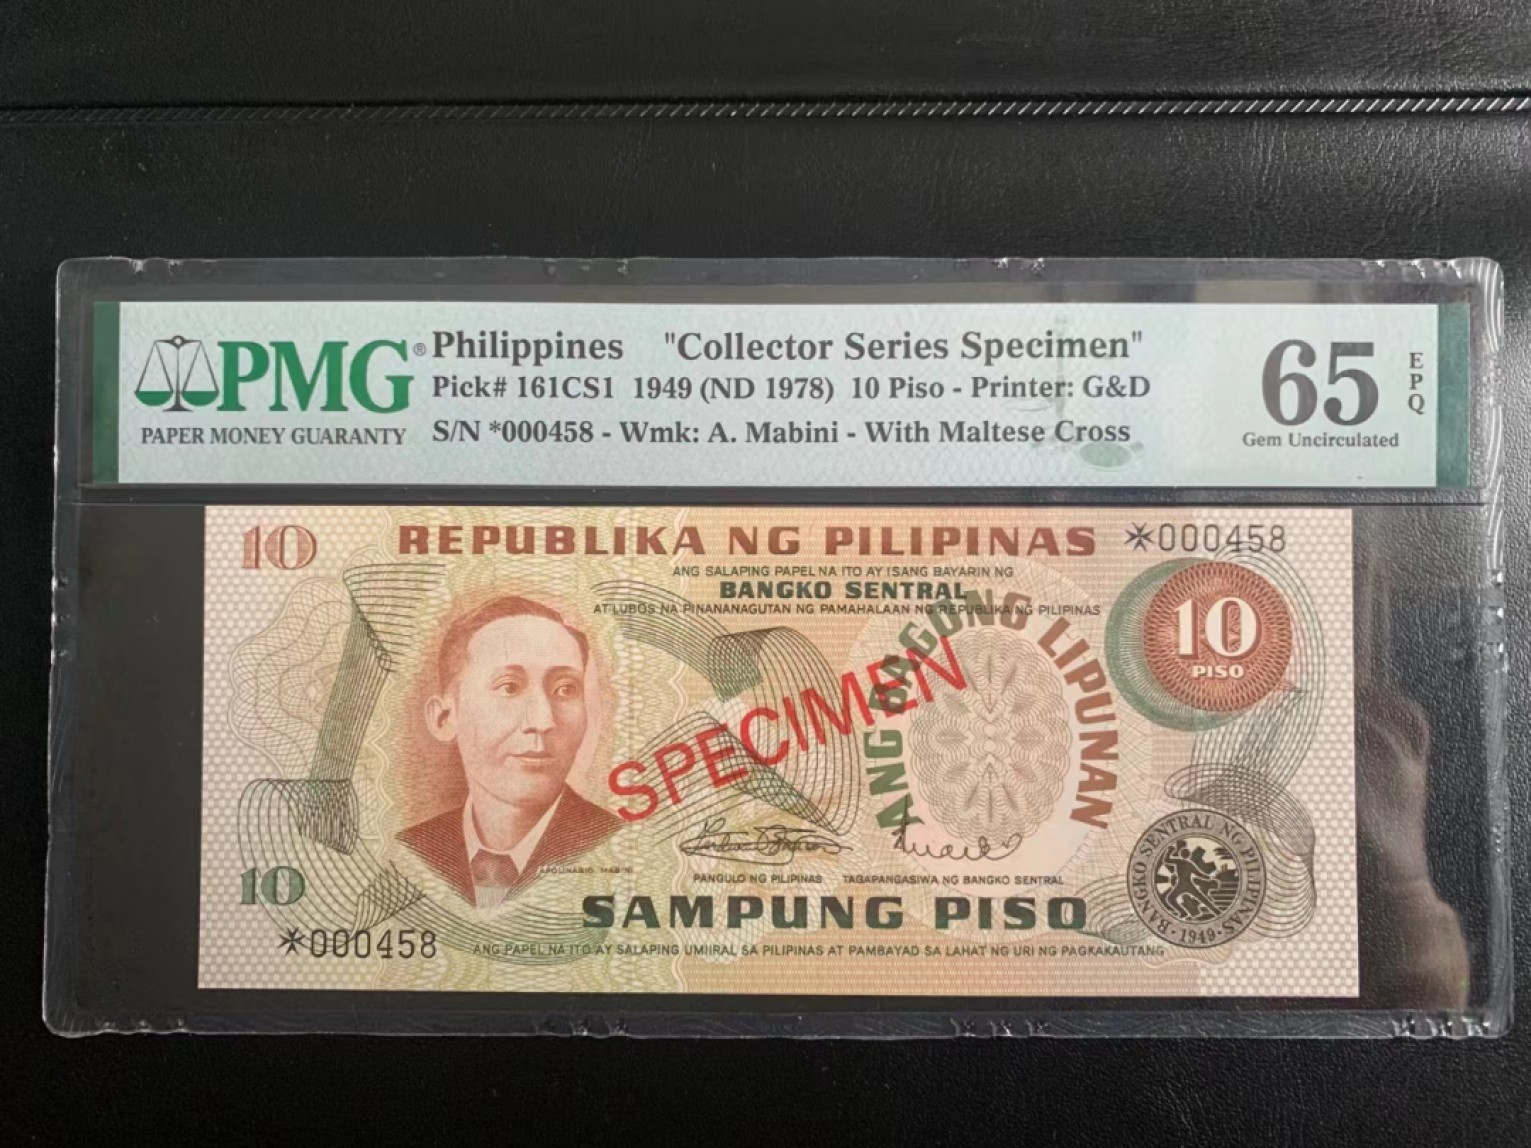 PMG®
PAPER MONEY GUARANTY
Philippines "Collector Series Specimen"
Pick# 161CS1 1949 (ND 1978) 10 Piso - Printer: G&D
S/N *000458 - Wmk: A. Mabini - With Maltese Cross
65
EPQ
Gem Uncirculated
10
REPUBLIKA NG PILIPINAS
*000458
ANG SALAPING PAPEL NA ITO AY ISANG BAYARIN NG
BANGKO SENTRAL
AT LUBOS NA PINANANAGUTAN NG PAMAHALAAN NG REPUBLIKA NG PILIPINAS
10
PISO
ANG BAGONG LIPUNAN
SPECIMEN
APOLINARIO MABINI
PANGULO NG PILIPINAS
TAGAPANGASIWA NG BANGKO SENTRAL
10
SAMPUNG PISO
BANGKO SENTRAL NG PILIPINAS
·1949·
*000458
ANG PAPEL NA ITO AY SALAPING UMIIRAL SA PILIPINAS AT PAMBAYAD SA LAHAT NG URI NG PAGKAKAUTANG